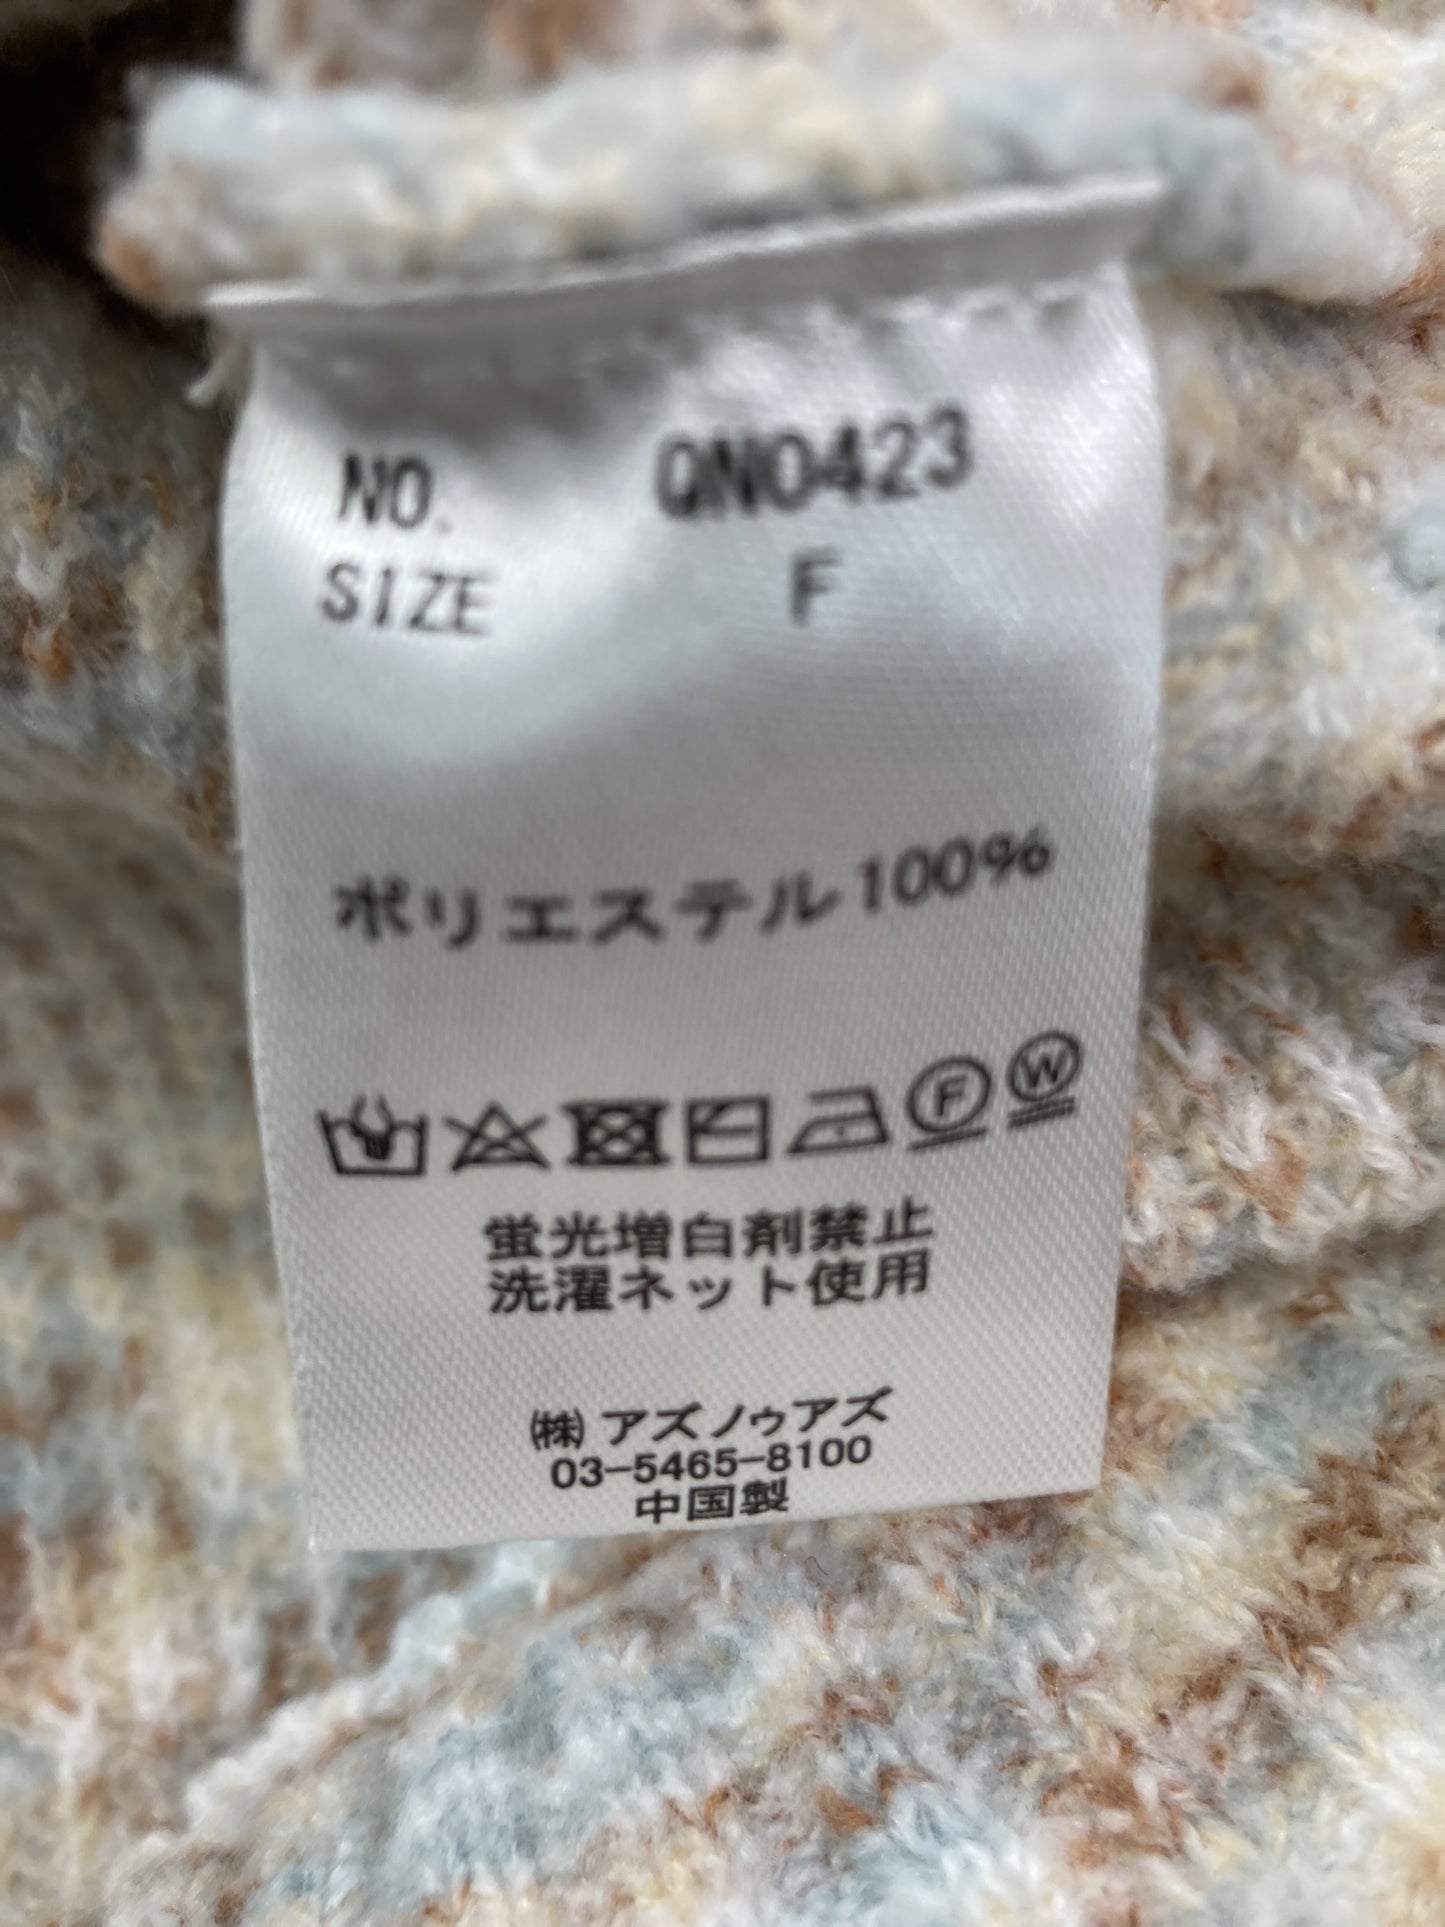 NO. QN0423
SIZE F
ポリエステル100%
F W
蛍光増白剤禁止
洗濯ネット使用
㈱アズノゥアズ
03-5465-8100
中国製